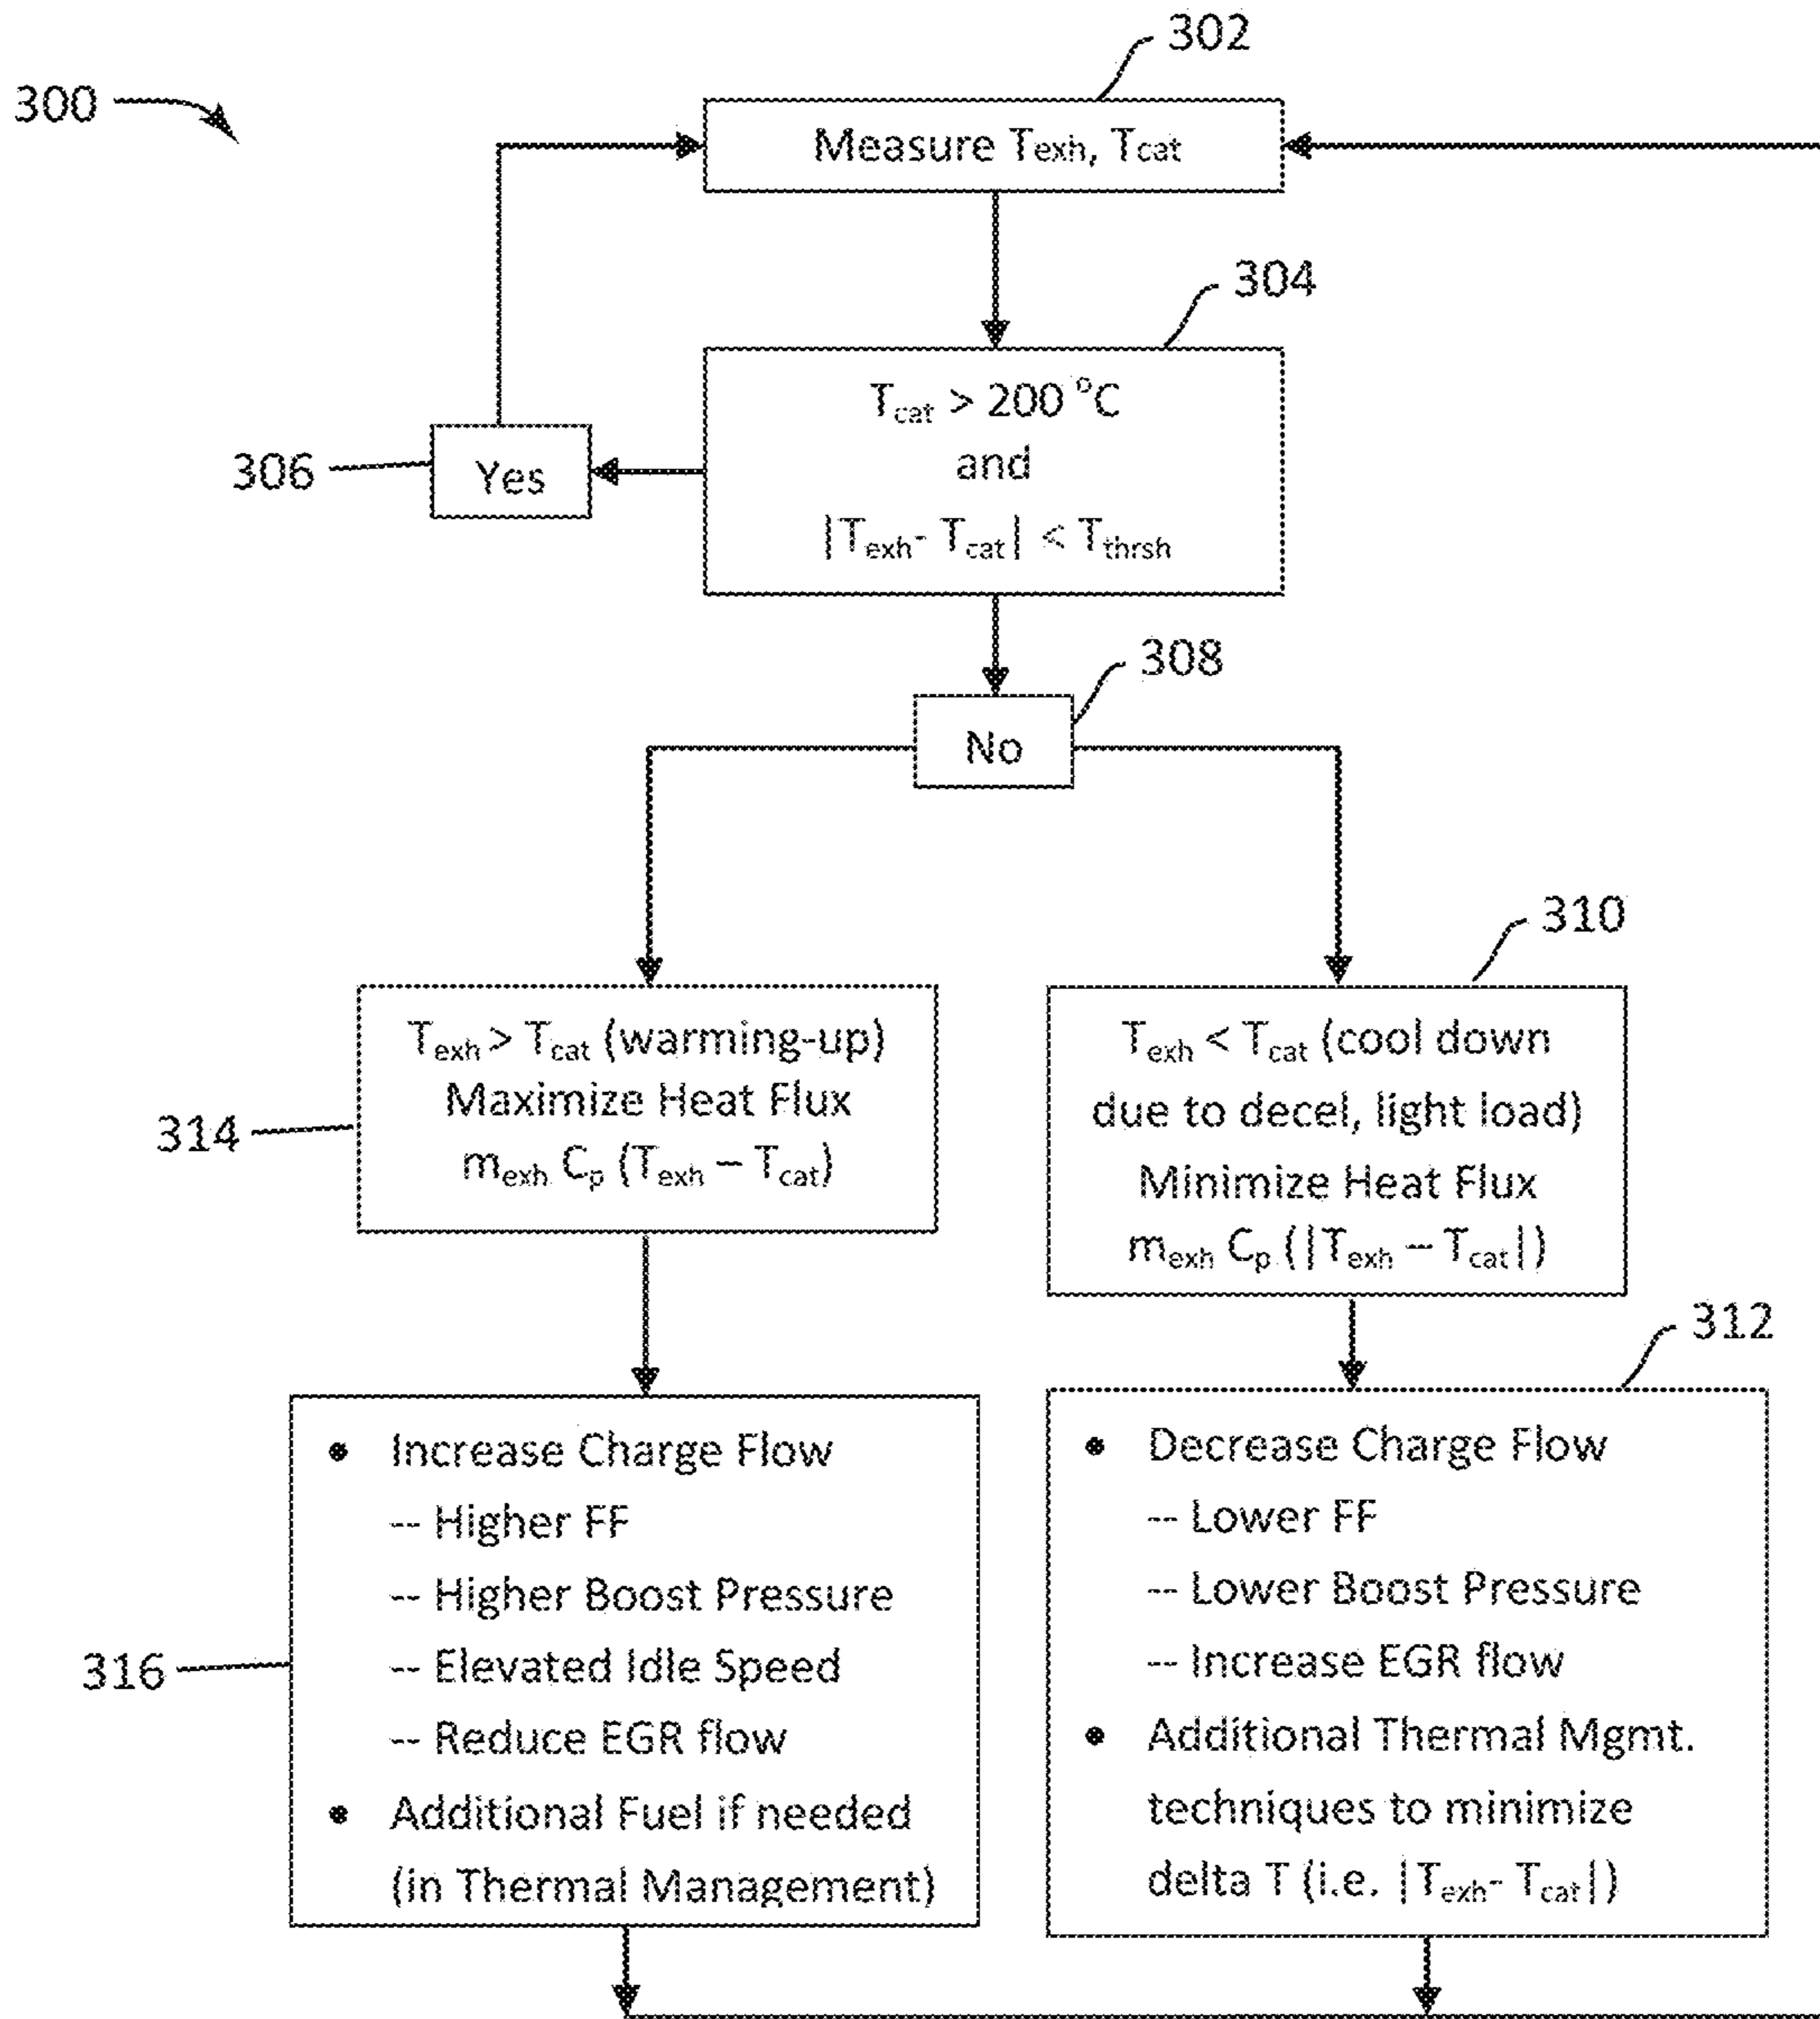 302
300
Measure Texh, Tcat
304
Tcat > 200 °C
and
|Texh- Tcat| < Tthrsh
306
Yes
308
No
310
Texh > Tcat (warming-up)
Maximize Heat Flux
mexh Cp (Texh – Tcat)
314
Texh < Tcat (cool down
due to decel, light load)
Minimize Heat Flux
mexh Cp (|Texh – Tcat|)
312
• Increase Charge Flow
-- Higher FF
-- Higher Boost Pressure
-- Elevated Idle Speed
-- Reduce EGR flow
• Additional Fuel if needed
(in Thermal Management)
316
• Decrease Charge Flow
-- Lower FF
-- Lower Boost Pressure
-- Increase EGR flow
• Additional Thermal Mgmt.
techniques to minimize
delta T (i.e. |Texh- Tcat|)